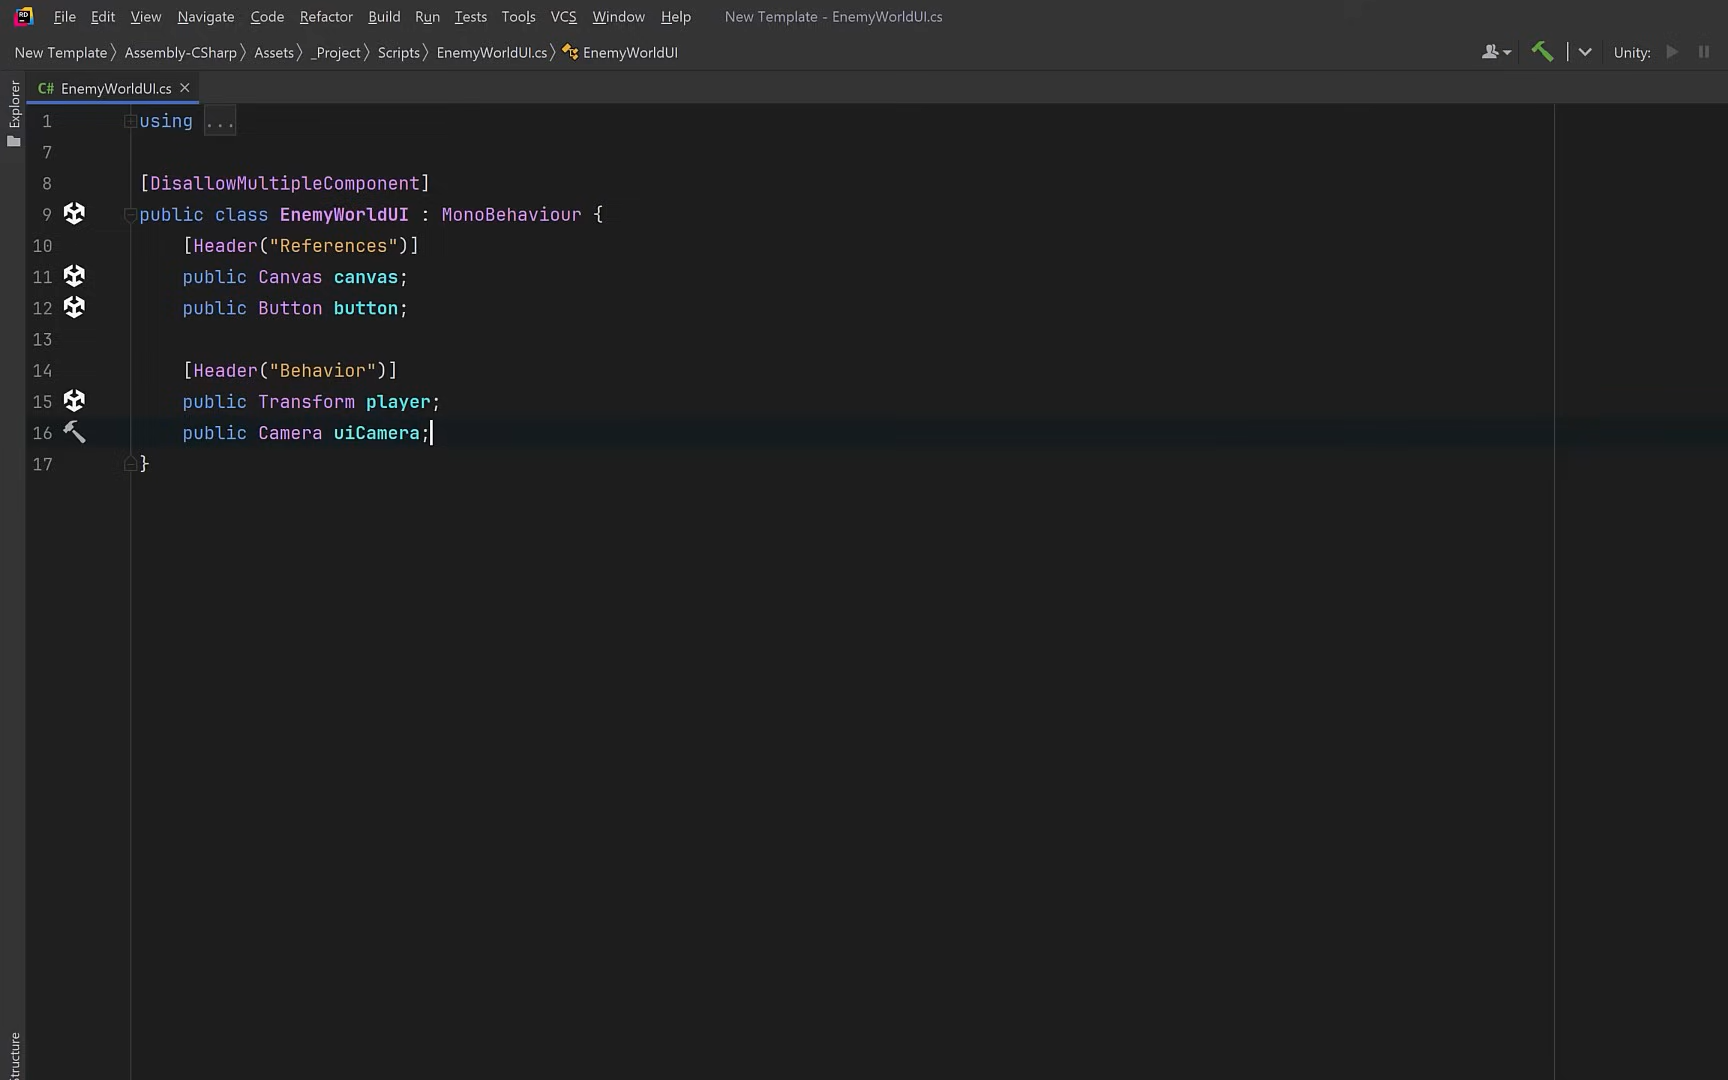 RD File Edit View Navigate Code Refactor Build Run Tests Tools VCS Window Help New Template - EnemyWorldUI.cs
New Template Assembly-CSharp Assets _Project Scripts EnemyWorldUI.cs EnemyWorldUI Unity:
Explorer
C# EnemyWorldUI.cs
1 using ...
7
8 [DisallowMultipleComponent]
9 public class EnemyWorldUI : MonoBehaviour {
10 [Header("References")]
11 public Canvas canvas;
12 public Button button;
13
14 [Header("Behavior")]
15 public Transform player;
16 public Camera uiCamera;
17 }
Structure